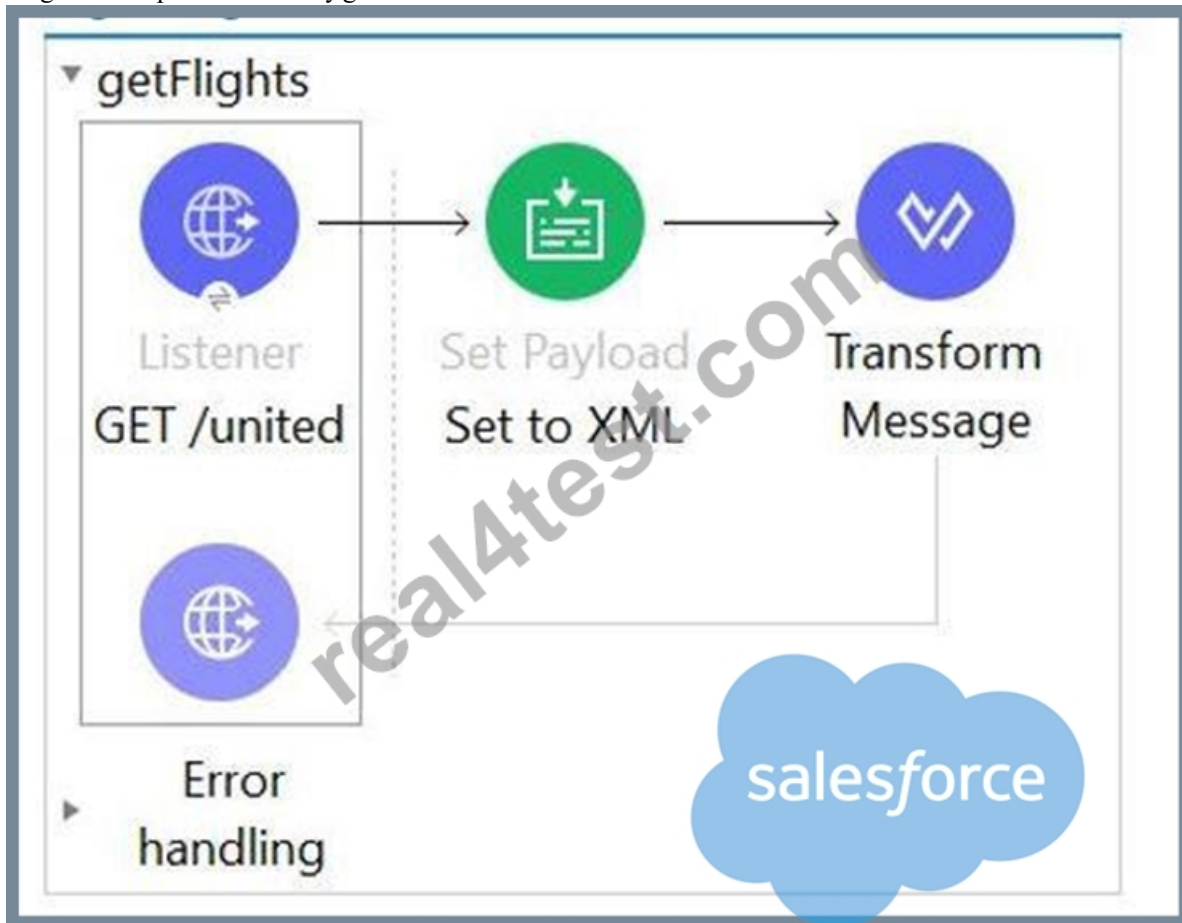 getFlights
Listener
Set Payload
Transform
GET /united
Set to XML
Message
real4test.com
salesforce
Error
handling